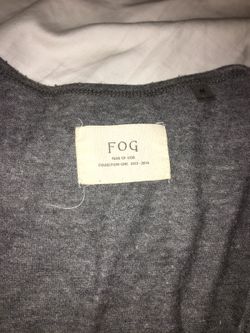 FOG
FEAR OF GOD
COLLECTION ONE 2013 - 2014